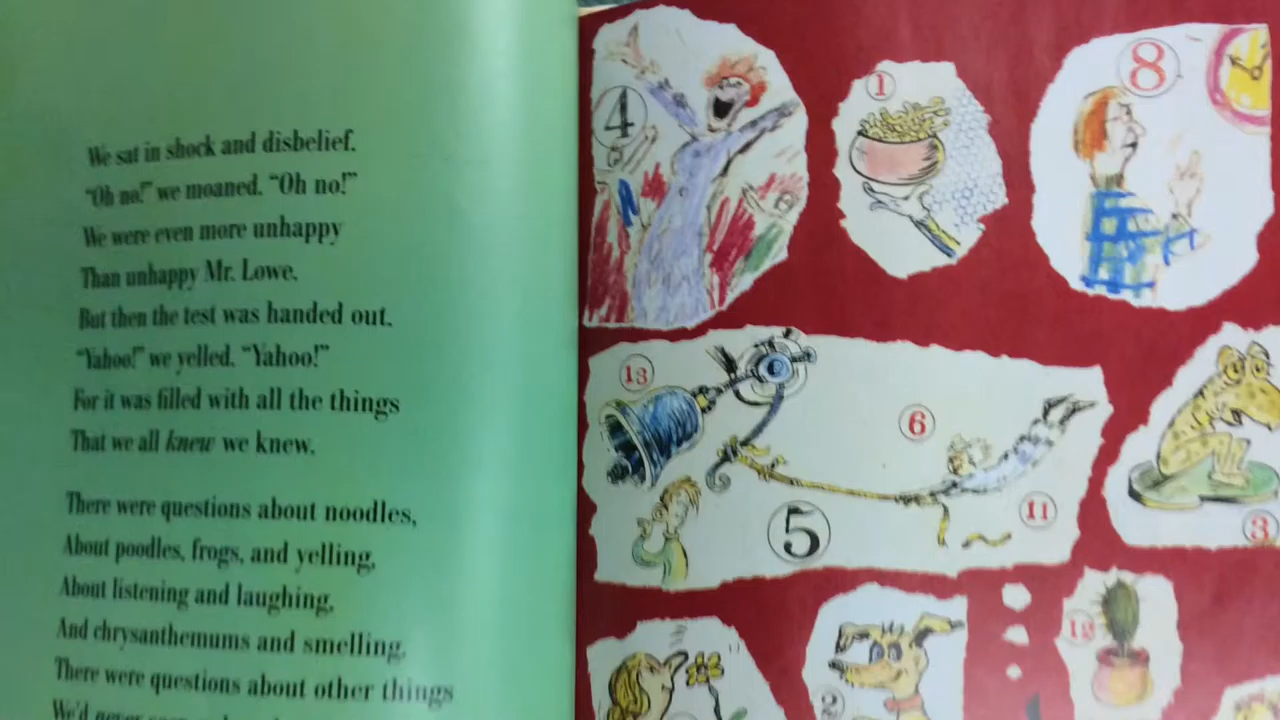 We sat in shock and disbelief.
“Oh no!” we moaned. “Oh no!”
We were even more unhappy
Than unhappy Mr. Lowe.
But then the test was handed out.
“Yahoo!” we yelled. “Yahoo!”
For it was filled with all the things
That we all knew we knew.
There were questions about noodles,
About poodles, frogs, and yelling,
About listening and laughing,
And chrysanthemums and smelling.
There were questions about other things
We'd never
4
1
8
13
6
5
11
3
2
12